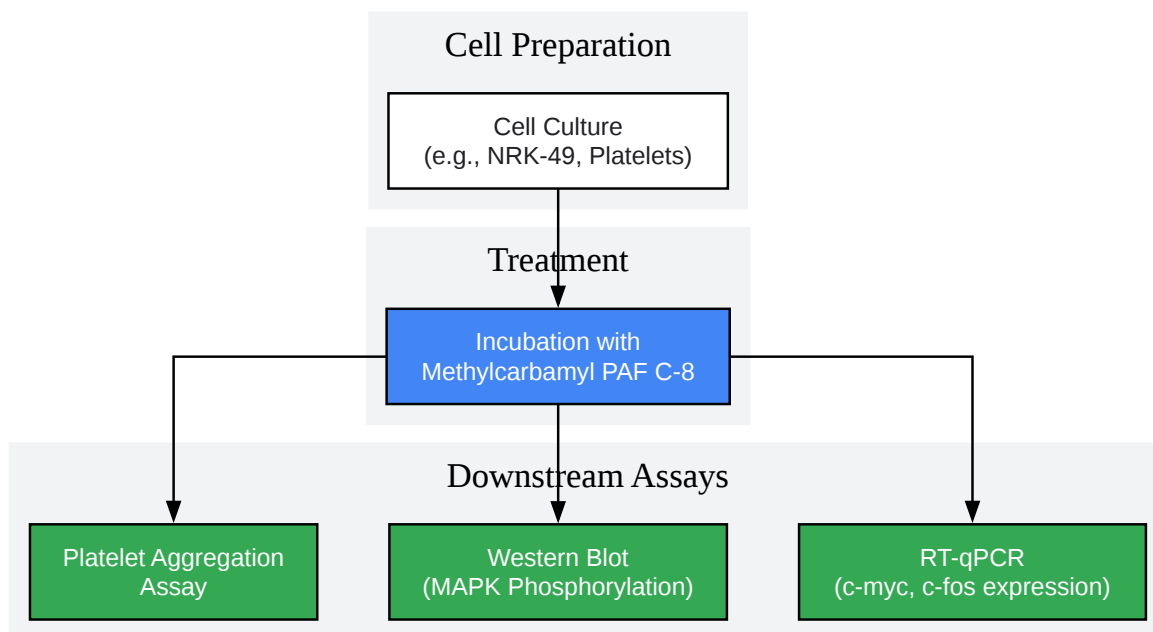 Cell Preparation
Cell Culture
(e.g., NRK-49, Platelets)
Treatment
Incubation with
Methylcarbamyl PAF C-8
Downstream Assays
Platelet Aggregation
Assay
Western Blot
(MAPK Phosphorylation)
RT-qPCR
(c-myc, c-fos expression)